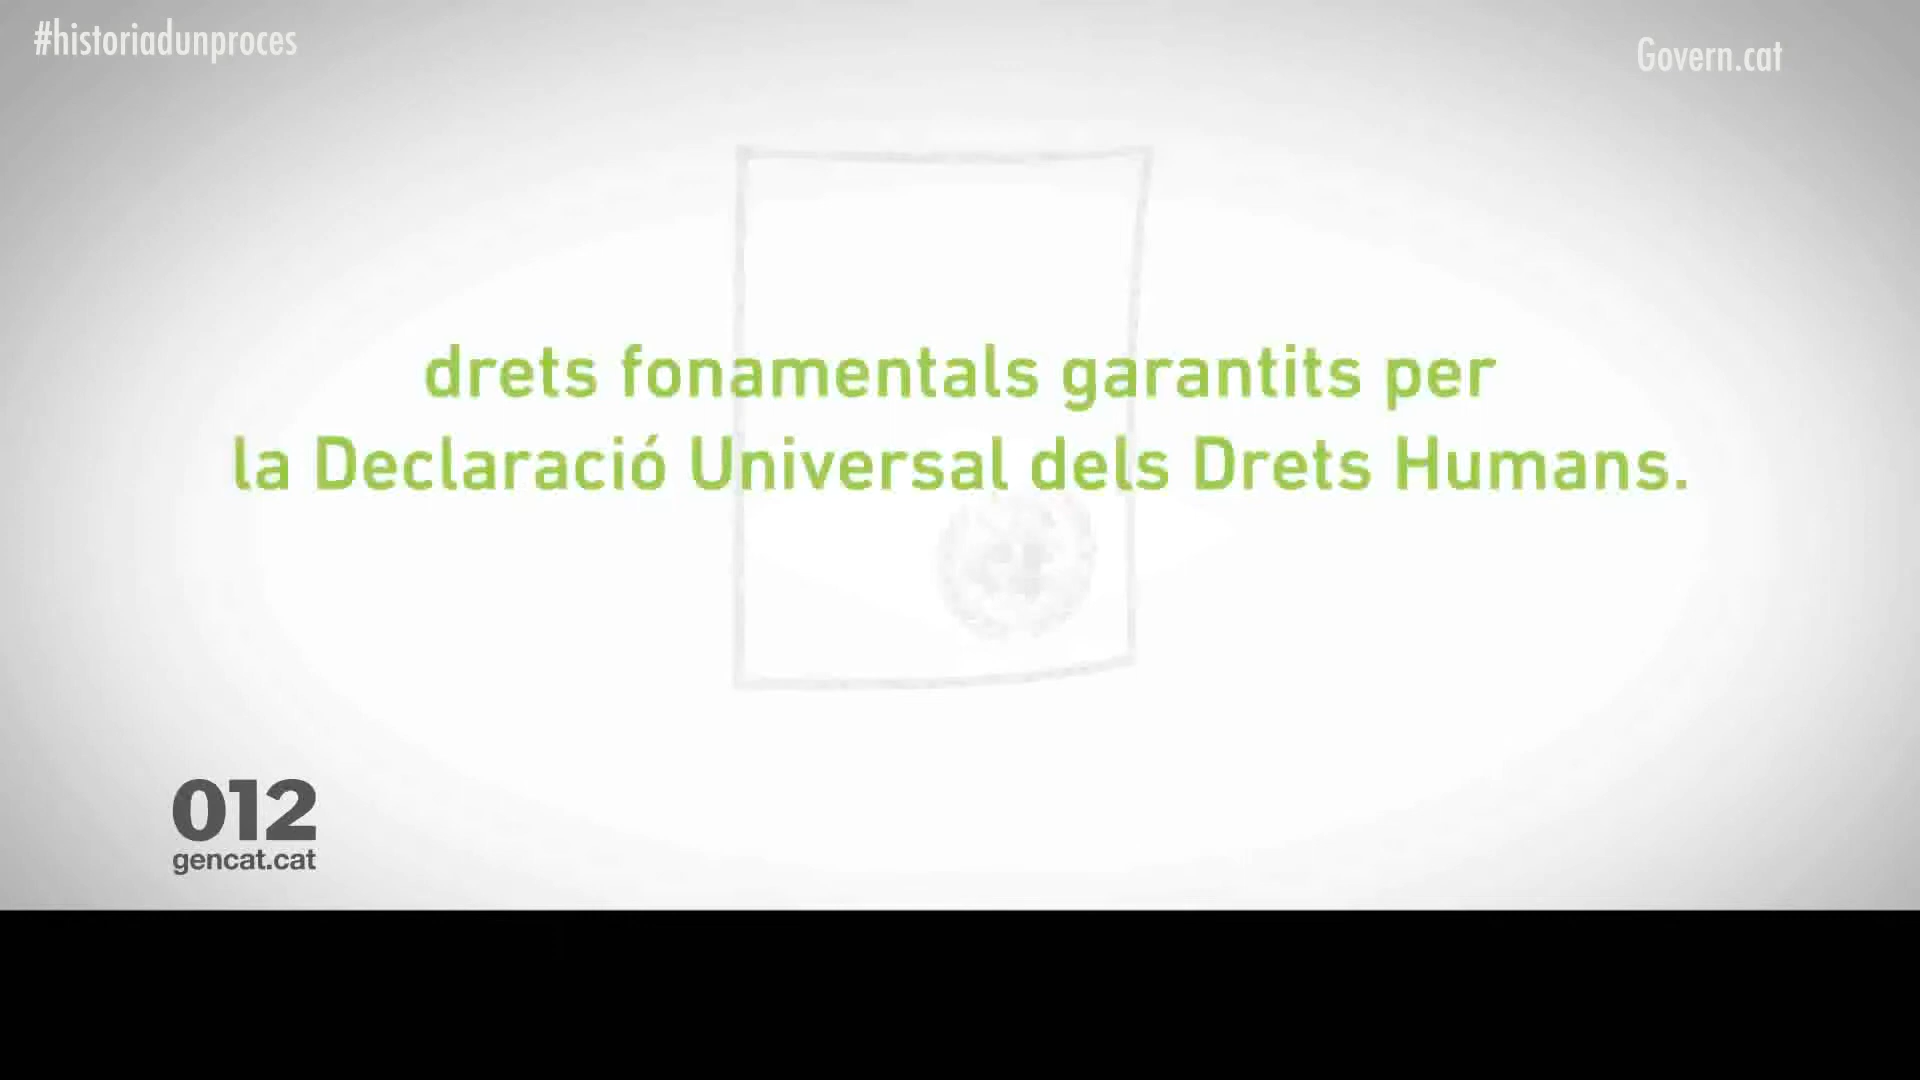 #historiadunproces
Govern.cat
drets fonamentals garantits per
la Declaració Universal dels Drets Humans.
012
gencat.cat